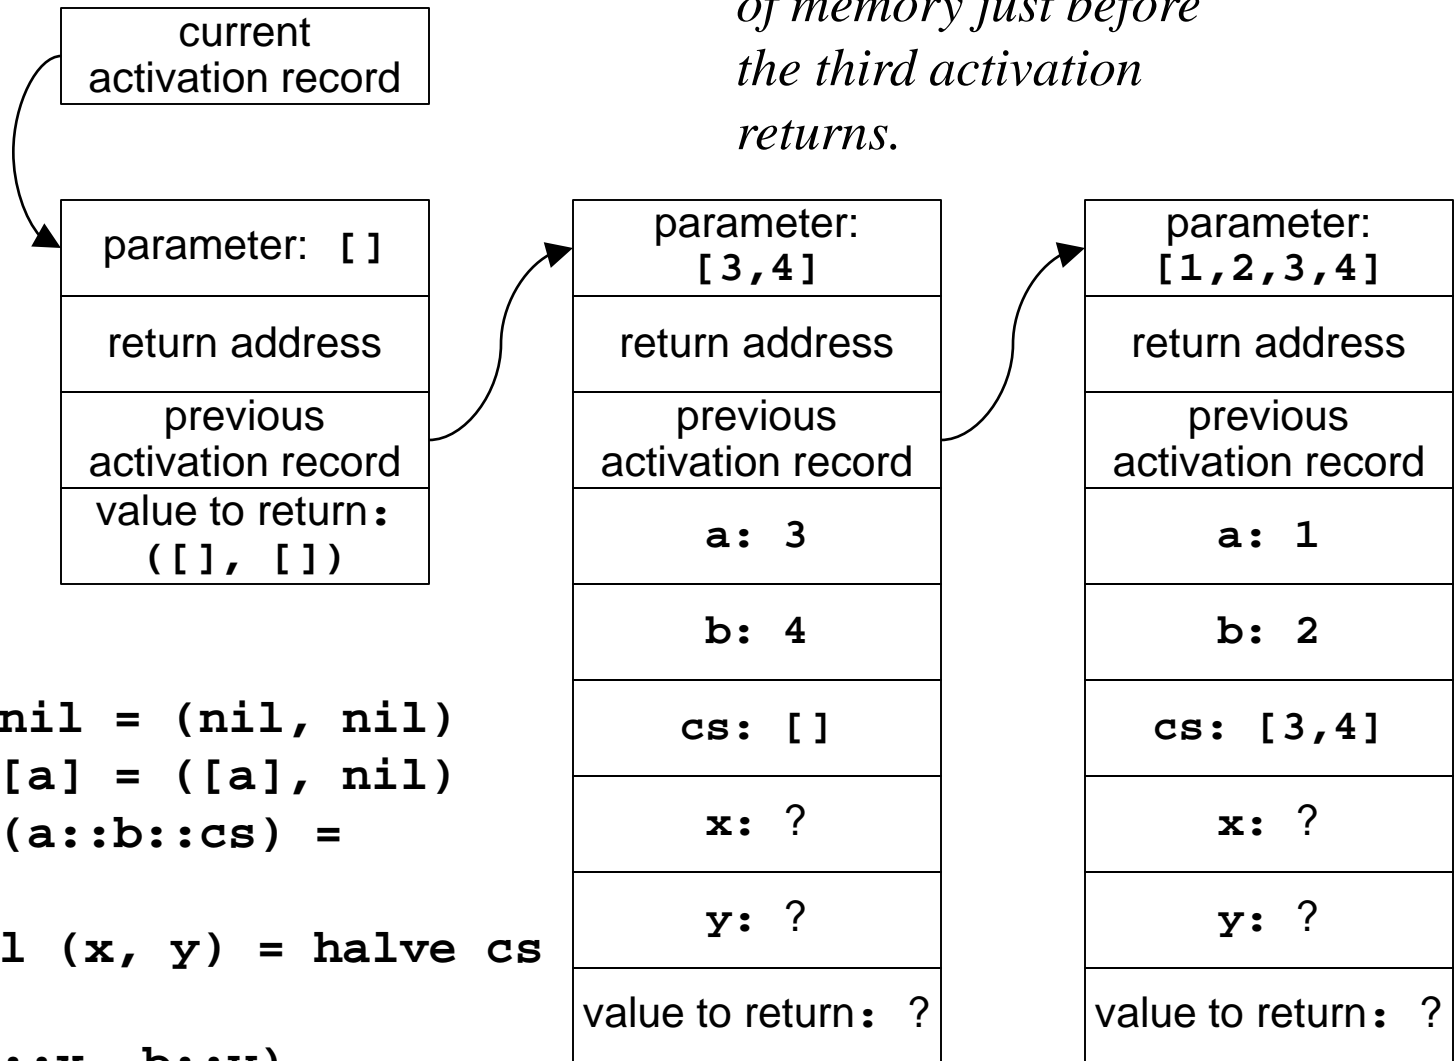 of memory just before
the third activation
returns.
current
activation record
parameter: []
return address
previous
activation record
value to return:
([], [])
parameter:
[3,4]
return address
previous
activation record
a: 3
b: 4
cs: []
x: ?
y: ?
value to return: ?
parameter:
[1,2,3,4]
return address
previous
activation record
a: 1
b: 2
cs: [3,4]
x: ?
y: ?
value to return: ?
nil = (nil, nil)
[a] = ([a], nil)
(a::b::cs) =
l (x, y) = halve cs
b::y)